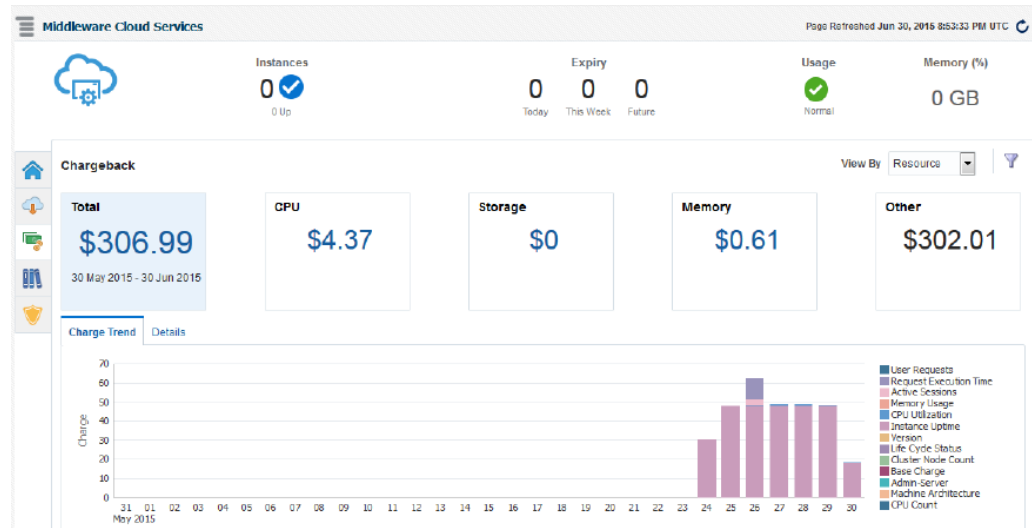 Middleware Cloud Services
Page Refreshed Jun 30, 2015 8:53:33 PM UTC
Instances
0
0 Up
Expiry
0 0 0
Today This Week Future
Usage
Normal
Memory (%)
0 GB
Chargeback
View By Resource
Total
$306.99
30 May 2015 - 30 Jun 2015
CPU
$4.37
Storage
$0
Memory
$0.61
Other
$302.01
Charge Trend Details
Charge
70
60
50
40
30
20
10
0
31 01 02 03 04 05 06 07 08 09 10 11 12 13 14 15 16 17 18 19 20 21 22 23 24 25 26 27 28 29 30
May 2015
User Requests
Request Execution Time
Active Sessions
Memory Usage
CPU Utilization
Instance Uptime
Version
Life Cycle Status
Cluster Node Count
Base Charge
Admin-Server
Machine Architecture
CPU Count